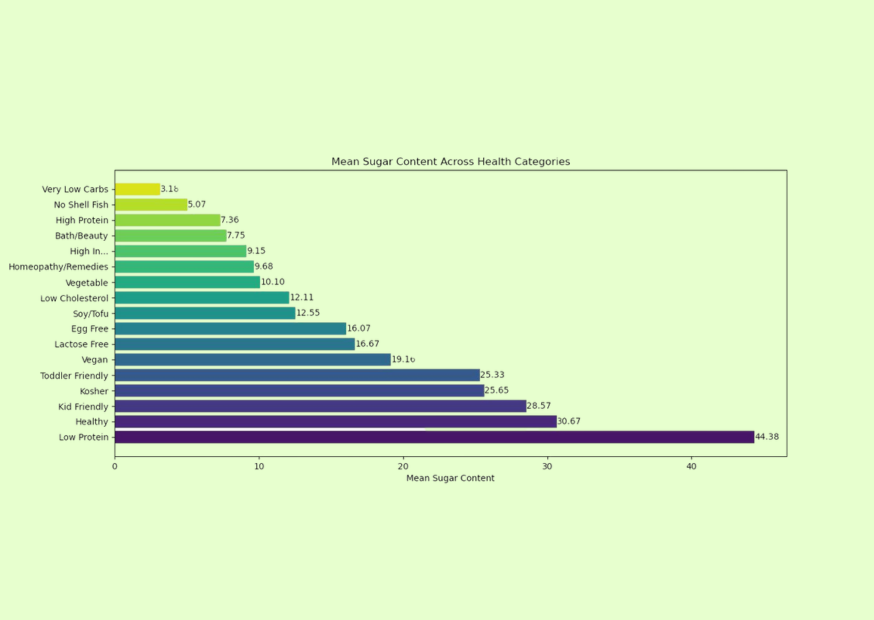 Mean Sugar Content Across Health Categories
Very Low Carbs
No Shell Fish 5.07
High Protein 7.36
Bath/Beauty 7.75
High In... 9.15
Homeopathy/Remedies 9.68
Vegetable 10.10
Low Cholesterol 12.11
Soy/Tofu 12.55
Egg Free 16.07
Lactose Free 16.67
Vegan
Toddler Friendly 25.33
Kosher 25.65
Kid Friendly 28.57
Healthy 30.67
Low Protein 44.38
0 10 20 30 40
Mean Sugar Content